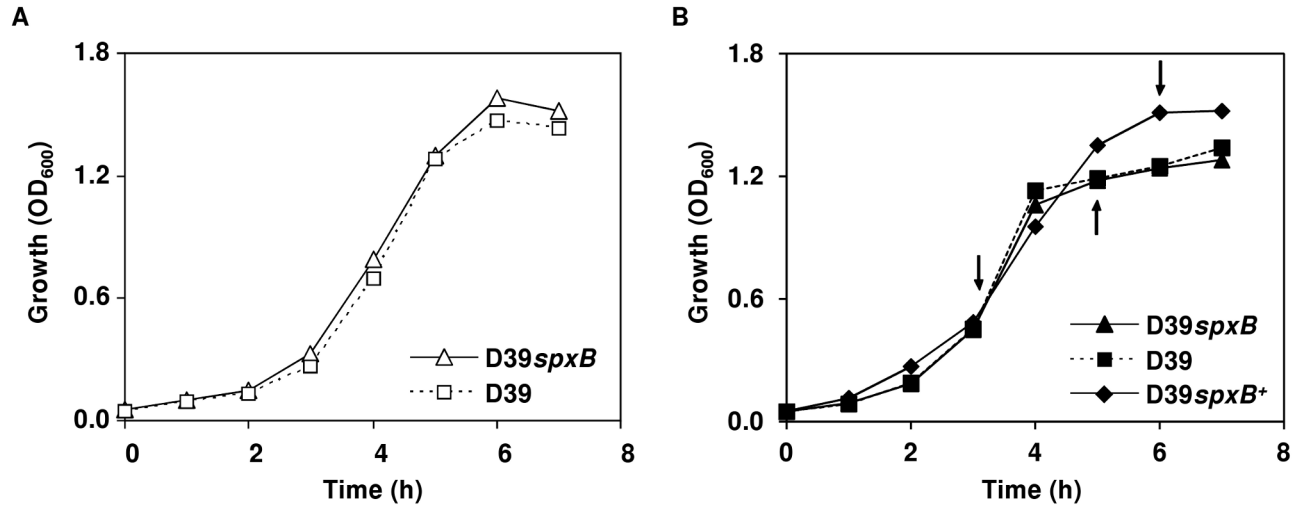 A
1.8
1.2
0.6
0.0
Growth (OD600)
0 2 4 6 8
Time (h)
D39spxB
D39
B
1.8
1.2
0.6
0.0
Growth (OD600)
0 2 4 6 8
Time (h)
D39spxB
D39
D39spxB+